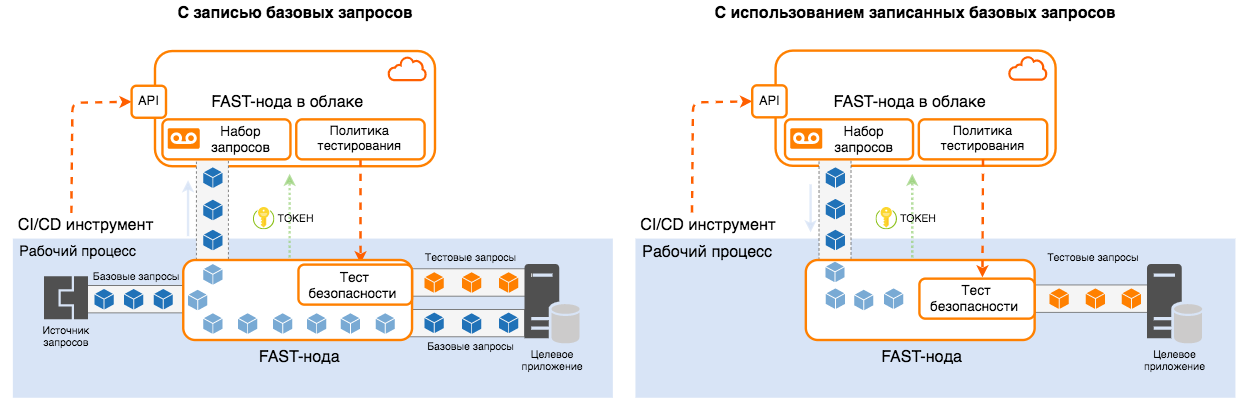 С записью базовых запросов
API
FAST-нода в облаке
Набор
запросов
Политика
тестирования
ТОКЕН
CI/CD инструмент
Рабочий процесс
Базовые запросы
Источник
запросов
Тест
безопасности
Тестовые запросы
Базовые запросы
Целевое
приложение
FAST-нода
С использованием записанных базовых запросов
API
FAST-нода в облаке
Набор
запросов
Политика
тестирования
ТОКЕН
CI/CD инструмент
Рабочий процесс
Тест
безопасности
Тестовые запросы
Целевое
приложение
FAST-нода